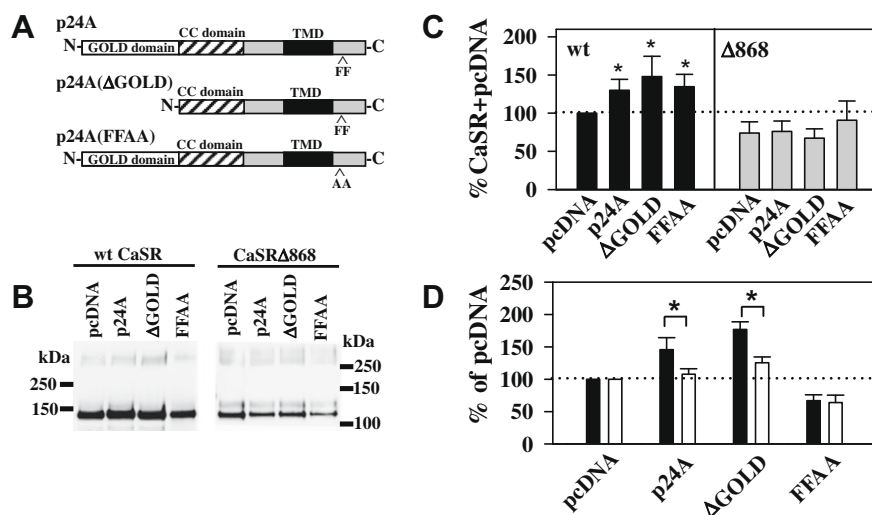 A
p24A
CC domain
TMD
N- GOLD domain -C
FF
p24A(ΔGOLD)
CC domain
TMD
N- -C
FF
p24A(FFAA)
CC domain
TMD
N- GOLD domain -C
AA
B
wt CaSR
CaSRΔ868
pcDNA
p24A
ΔGOLD
FFAA
pcDNA
p24A
ΔGOLD
FFAA
kDa
250
150
kDa
250
150
100
C
% CaSR+pcDNA
200
150
100
50
0
wt
Δ868
* * *
pcDNA
p24A
ΔGOLD
FFAA
pcDNA
p24A
ΔGOLD
FFAA
D
% of pcDNA
250
200
150
100
50
0
* *
pcDNA
p24A
ΔGOLD
FFAA